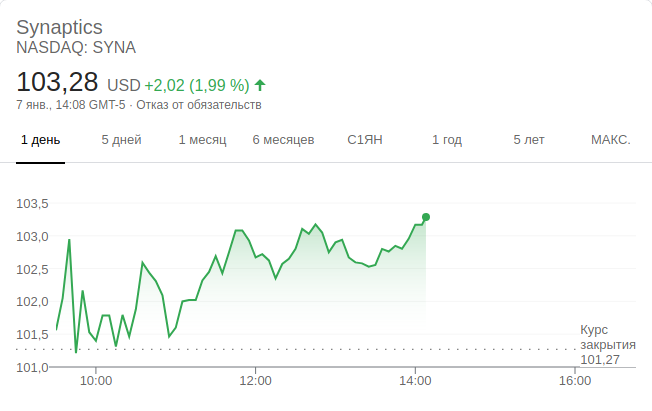 Synaptics
NASDAQ: SYNA
103,28 USD +2,02 (1,99 %)
7 янв., 14:08 GMT-5 · Отказ от обязательств
1 день 5 дней 1 месяц 6 месяцев С1ЯН 1 год 5 лет МАКС.
103,5
103,0
102,5
102,0
101,5
101,0
Курс
закрытия
101,27
10:00 12:00 14:00 16:00